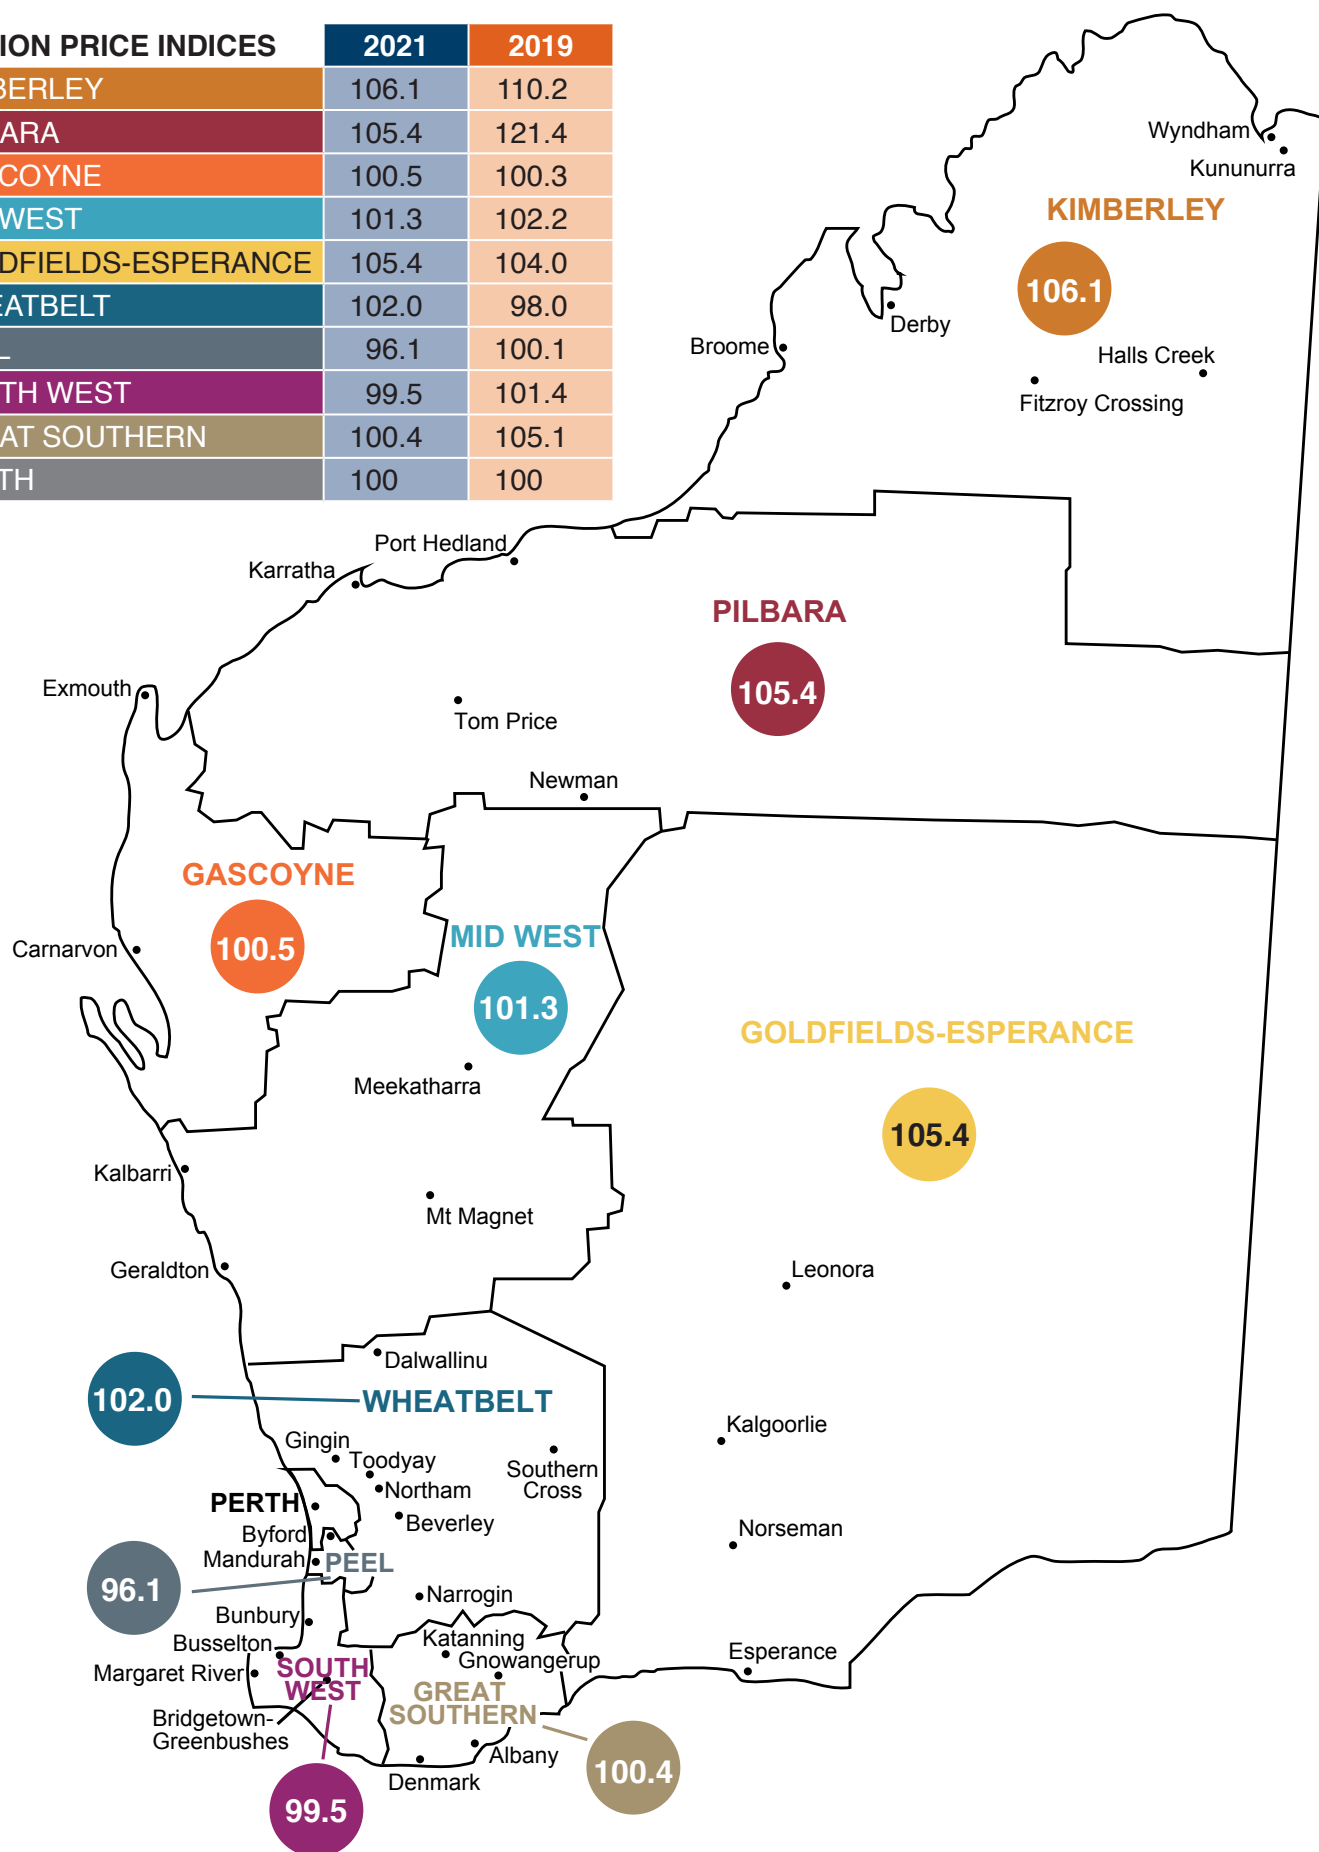 ION PRICE INDICES 2021 2019
BERLEY 106.1 110.2
ARA 105.4 121.4
COYNE 100.5 100.3
WEST 101.3 102.2
DFIELDS-ESPERANCE 105.4 104.0
EATBELT 102.0 98.0
L 96.1 100.1
TH WEST 99.5 101.4
AT SOUTHERN 100.4 105.1
TH 100 100
Wyndham
Kununurra
KIMBERLEY
106.1
Derby
Broome
Halls Creek
Fitzroy Crossing
Port Hedland
Karratha
PILBARA
105.4
Exmouth
Tom Price
Newman
GASCOYNE
100.5
Carnarvon
MID WEST
101.3
GOLDFIELDS-ESPERANCE
105.4
Meekatharra
Kalbarri
Mt Magnet
Geraldton
Leonora
Dalwallinu
102.0
WHEATBELT
Kalgoorlie
Gingin
Toodyay
Southern
Cross
Northam
PERTH
Beverley
Norseman
Byford
Mandurah
PEEL
96.1
Narrogin
Bunbury
Busselton
Katanning
Gnowangerup
Esperance
Margaret River
SOUTH
WEST
GREAT
SOUTHERN
Bridgetown-
Greenbushes
Albany
100.4
Denmark
99.5